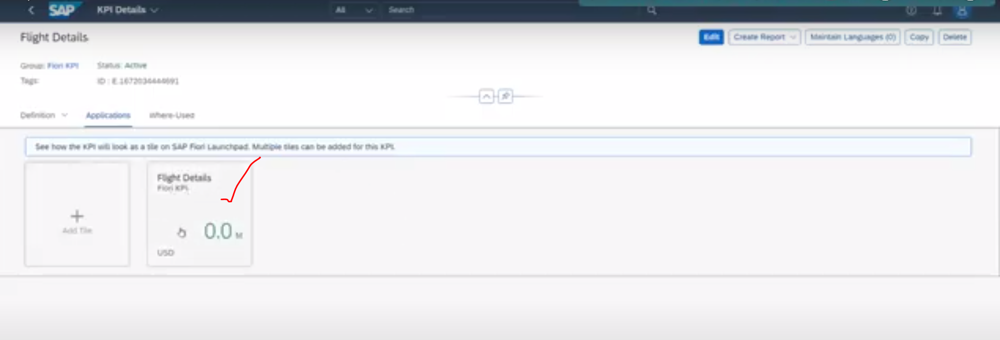 SAP KPI Details All Search
Flight Details Edit Create Report Maintain Languages (0) Copy Delete
Group: Fiori KPI Status: Active
Tags: ID : E.1672034444691
Definition Applications Where-Used
See how the KPI will look as a tile on SAP Fiori Launchpad. Multiple tiles can be added for this KPI.
Add Tile
Flight Details
Fiori KPI
0.0 M
USD